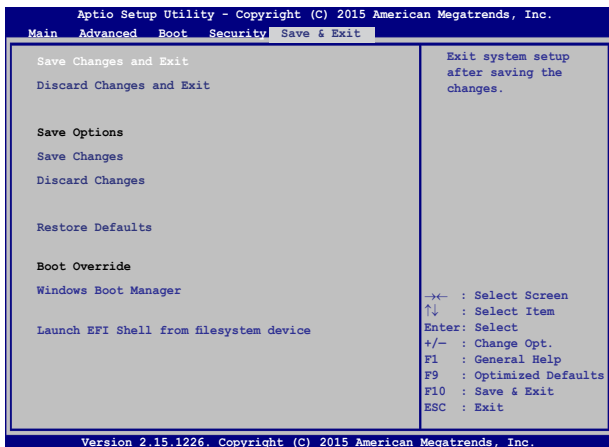 Aptio Setup Utility - Copyright (C) 2015 American Megatrends, Inc.
Main Advanced Boot Security Save & Exit
Save Changes and Exit
Discard Changes and Exit
Save Options
Save Changes
Discard Changes
Restore Defaults
Boot Override
Windows Boot Manager
Launch EFI Shell from filesystem device
Exit system setup
after saving the
changes.
→← : Select Screen
↑↓ : Select Item
Enter: Select
+/— : Change Opt.
F1 : General Help
F9 : Optimized Defaults
F10 : Save & Exit
ESC : Exit
Version 2.15.1226. Copyright (C) 2015 American Megatrends, Inc.